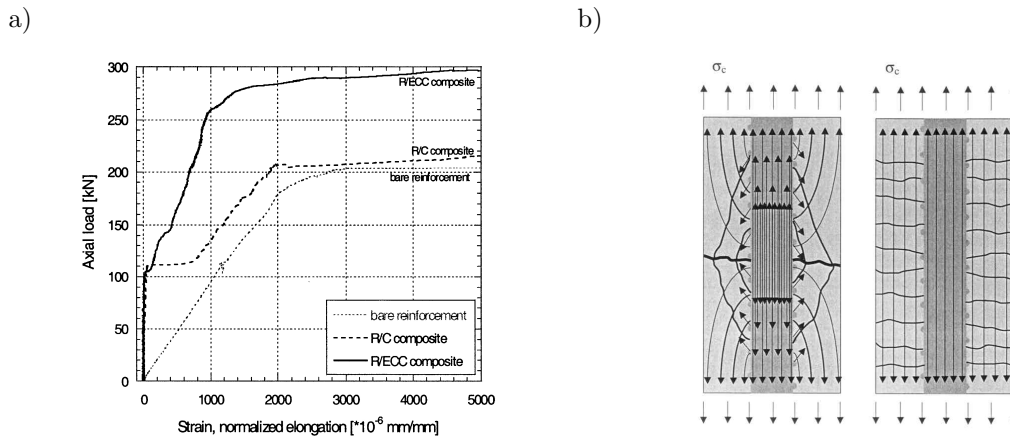 a)
b)
300
250
200
150
100
50
0
Axial load [kN]
R/ECC composite
R/C composite
bare reinforcement
bare reinforcement
R/C composite
R/ECC composite
0 1000 2000 3000 4000 5000
Strain, normalized elongation [*10⁻⁶ mm/mm]
σc σc